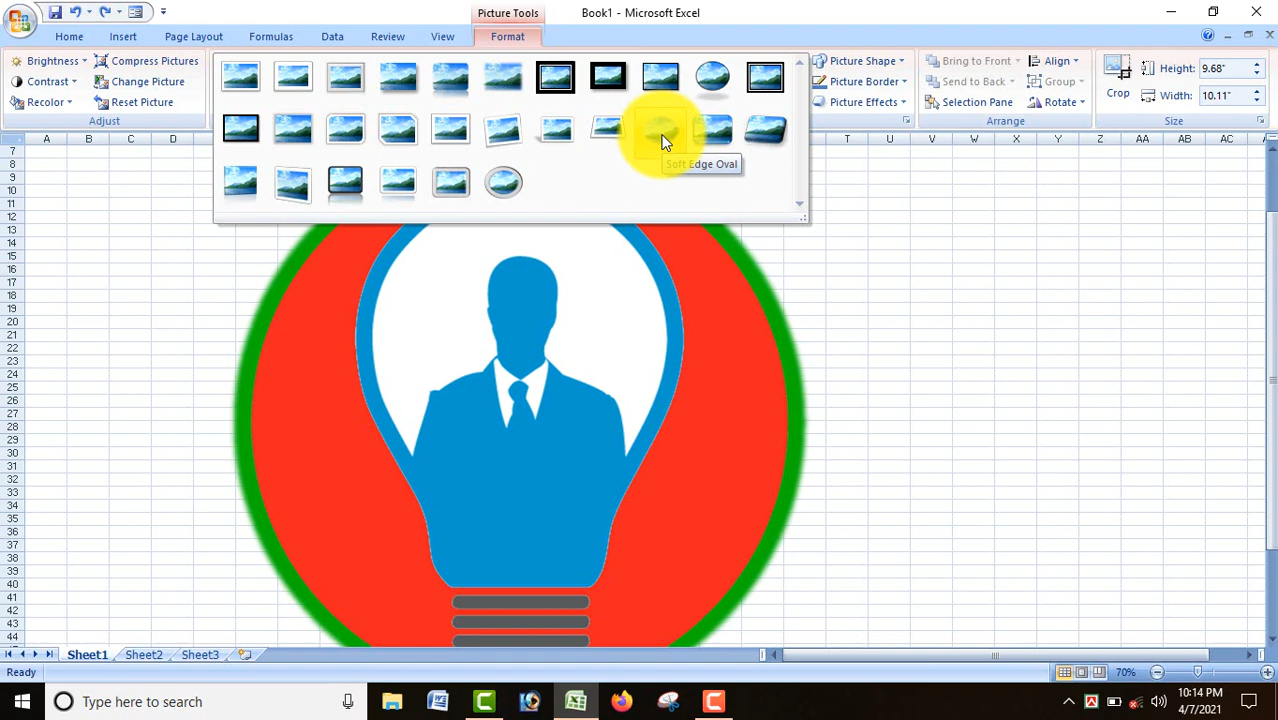 Picture Tools
Book1 - Microsoft Excel
Home
Insert
Page Layout
Formulas
Data
Review
View
Format
Brightness
Contrast
Recolor
Compress Pictures
Change Picture
Reset Picture
Adjust
Picture Shape
Picture Border
Picture Effects
Bring to Front
Send to Back
Selection Pane
Align
Group
Rotate
Arrange
Crop
Height: 9.68"
Width: 10.11"
Size
Soft Edge Oval
A B C D T U V W X Y Z AA AB AC
7
8
9
10
11
12
13
14
15
16
17
18
19
20
21
22
23
24
25
26
27
28
29
30
31
32
33
34
35
36
37
38
39
40
41
42
43
44
Sheet1
Sheet2
Sheet3
Ready
70%
Type here to search
10:14 PM
4/7/2021